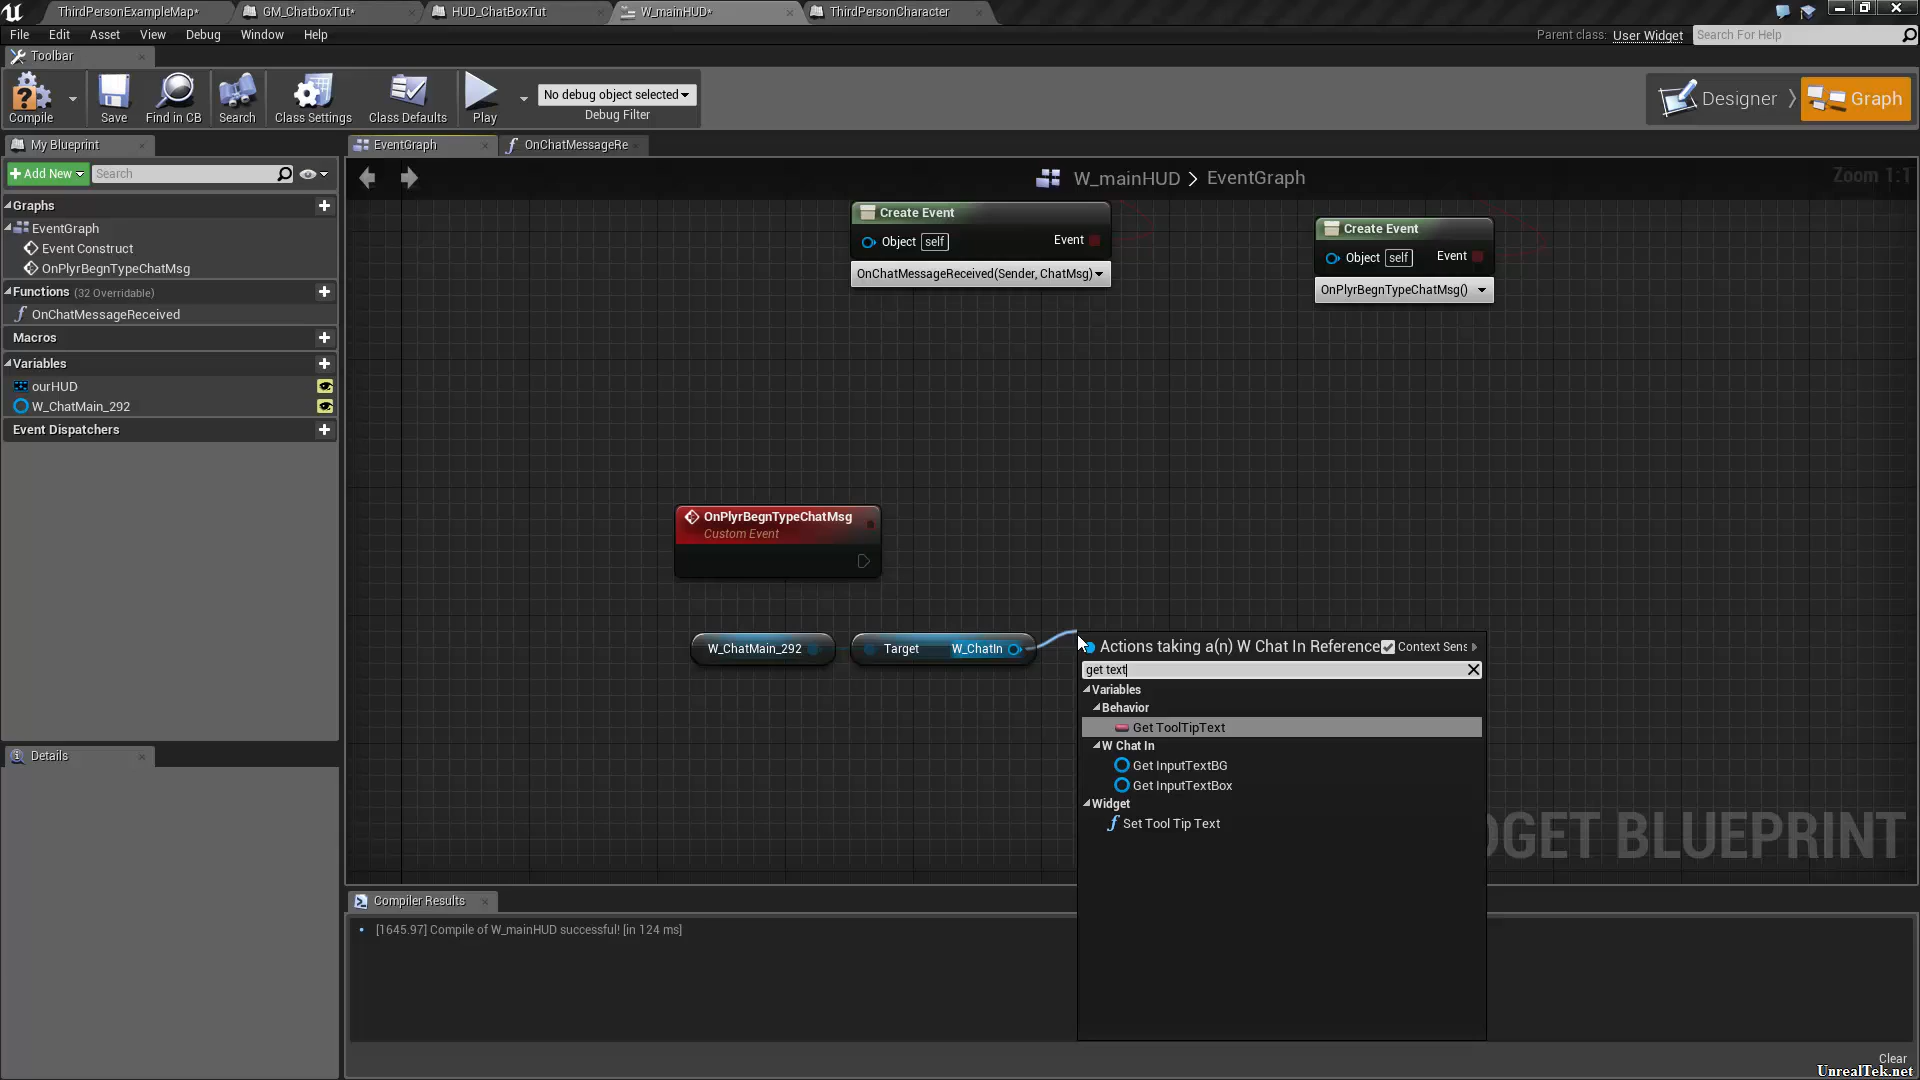 ThirdPersonExampleMap*
GM_ChatboxTut*
HUD_ChatBoxTut
W_mainHUD*
ThirdPersonCharacter
File Edit Asset View Debug Window Help
Parent class: User Widget
Search For Help
Toolbar
Compile
Save
Find in CB
Search
Class Settings
Class Defaults
Play
No debug object selected
Debug Filter
Designer
Graph
My Blueprint
EventGraph
OnChatMessageRe
Add New
Search
W_mainHUD > EventGraph
Zoom 1:1
Graphs
EventGraph
Event Construct
OnPlyrBegnTypeChatMsg
Functions (32 Overridable)
OnChatMessageReceived
Macros
Variables
ourHUD
W_ChatMain_292
Event Dispatchers
Create Event
Object self
Event
OnChatMessageReceived(Sender, ChatMsg)
Create Event
Object self
Event
OnPlyrBegnTypeChatMsg()
OnPlyrBegnTypeChatMsg
Custom Event
W_ChatMain_292
Target W_ChatIn
Actions taking a(n) W Chat In Reference
Context Sens
get text
Variables
Behavior
Get ToolTipText
W Chat In
Get InputTextBG
Get InputTextBox
Widget
Set Tool Tip Text
DGET BLUEPRINT
Details
Compiler Results
[1645.97] Compile of W_mainHUD successful! [in 124 ms]
Clear
UnrealTek.net